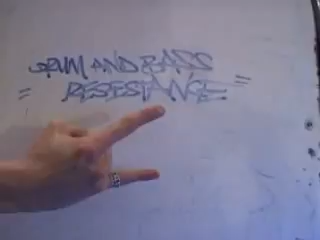 DRUM AND BASS
= RESESTANCE =